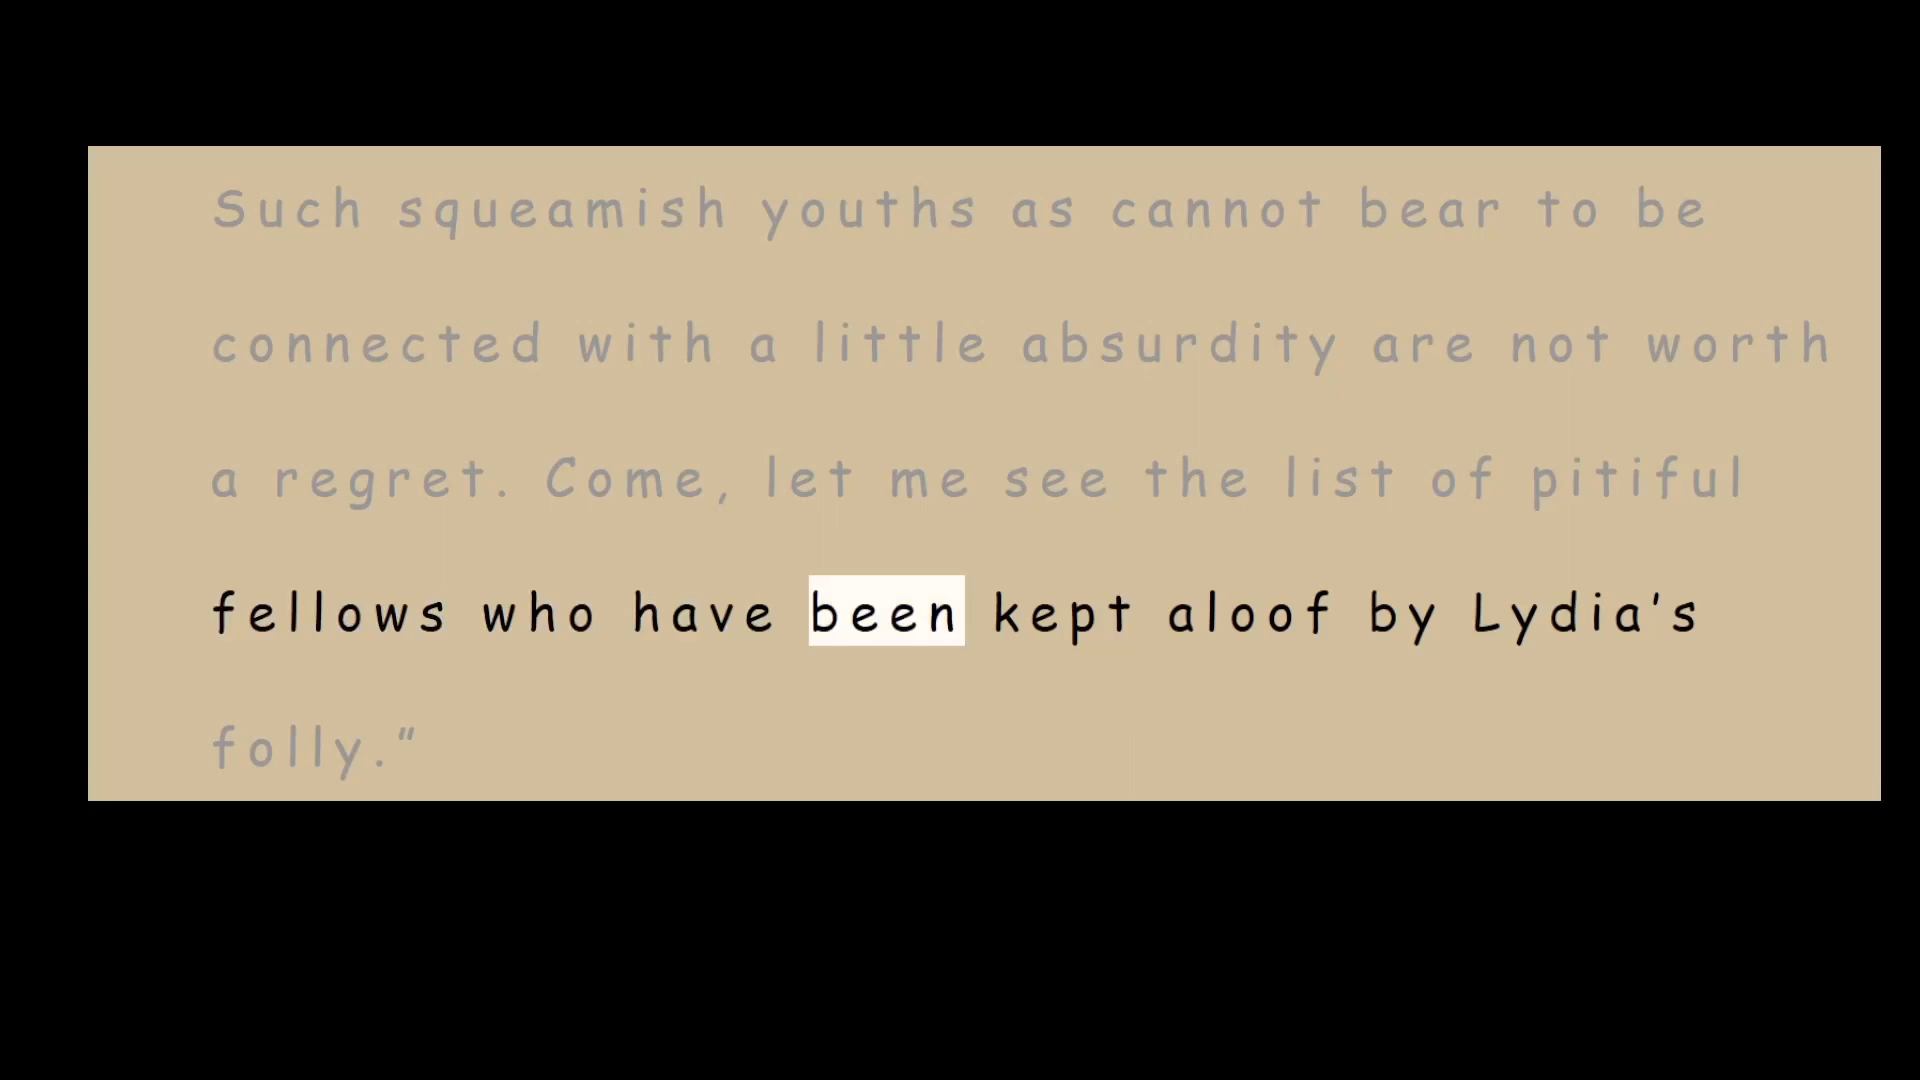 Such squeamish youths as cannot bear to be
connected with a little absurdity are not worth
a regret. Come, let me see the list of pitiful
fellows who have been kept aloof by Lydia’s
folly.”